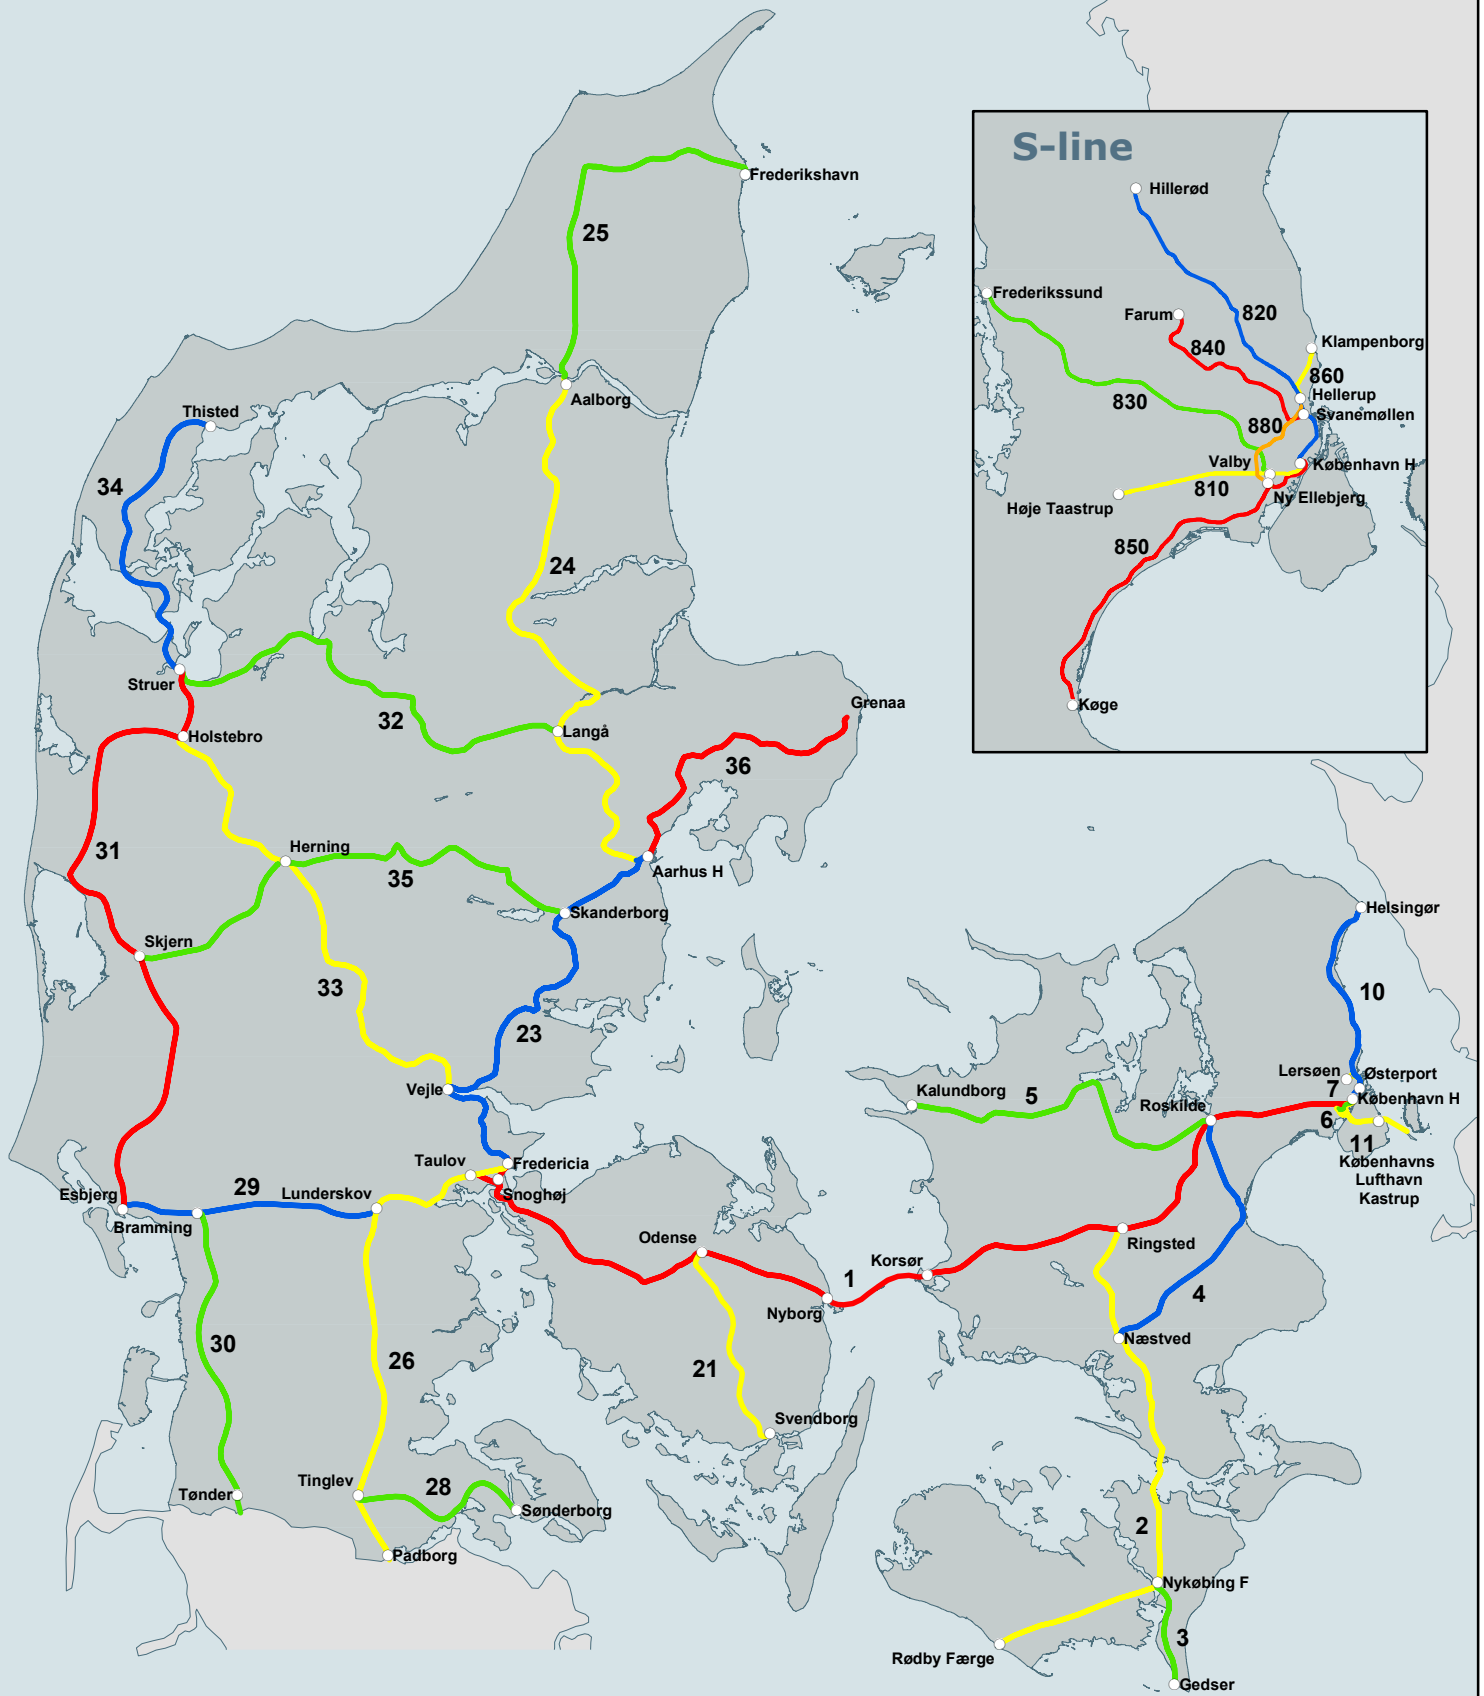 S-line
Hillerød
Frederikshavn
25
Frederikssund
Farum
820
Klampenborg
840
860
Hellerup
830
Svanemøllen
880
Valby
København H
810
Ny Ellebjerg
Høje Taastrup
850
Køge
Aalborg
Thisted
34
24
Struer
Grenaa
32
Holstebro
Langå
36
31
Herning
35
Aarhus H
Skanderborg
Helsingør
Skjern
33
10
23
Lersøen
Østerport
Vejle
Kalundborg
5
7
København H
Roskilde
6
11
Københavns
Lufthavn
Kastrup
Taulov
Fredericia
Snoghøj
Esbjerg
29
Lunderskov
Bramming
Odense
Ringsted
Korsør
1
4
Nyborg
Næstved
30
26
21
Svendborg
Tinglev
28
Tønder
Sønderborg
2
Padborg
Nykøbing F
3
Rødby Færge
Gedser